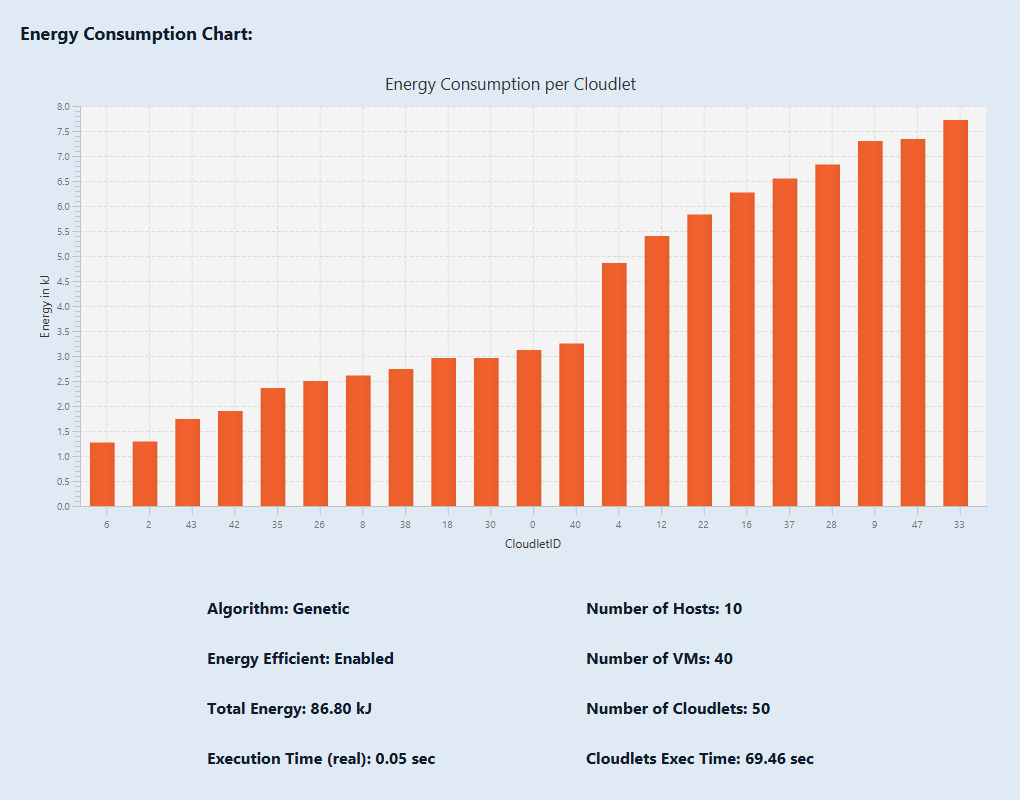 Energy Consumption Chart:
Energy Consumption per Cloudlet
8.0
7.5
7.0
6.5
6.0
5.5
5.0
4.5
4.0
3.5
3.0
2.5
2.0
1.5
1.0
0.5
0.0
Energy in kJ
6 2 43 42 35 26 8 38 18 30 0 40 4 12 22 16 37 28 9 47 33
CloudletID
Algorithm: Genetic
Number of Hosts: 10
Energy Efficient: Enabled
Number of VMs: 40
Total Energy: 86.80 kJ
Number of Cloudlets: 50
Execution Time (real): 0.05 sec
Cloudlets Exec Time: 69.46 sec